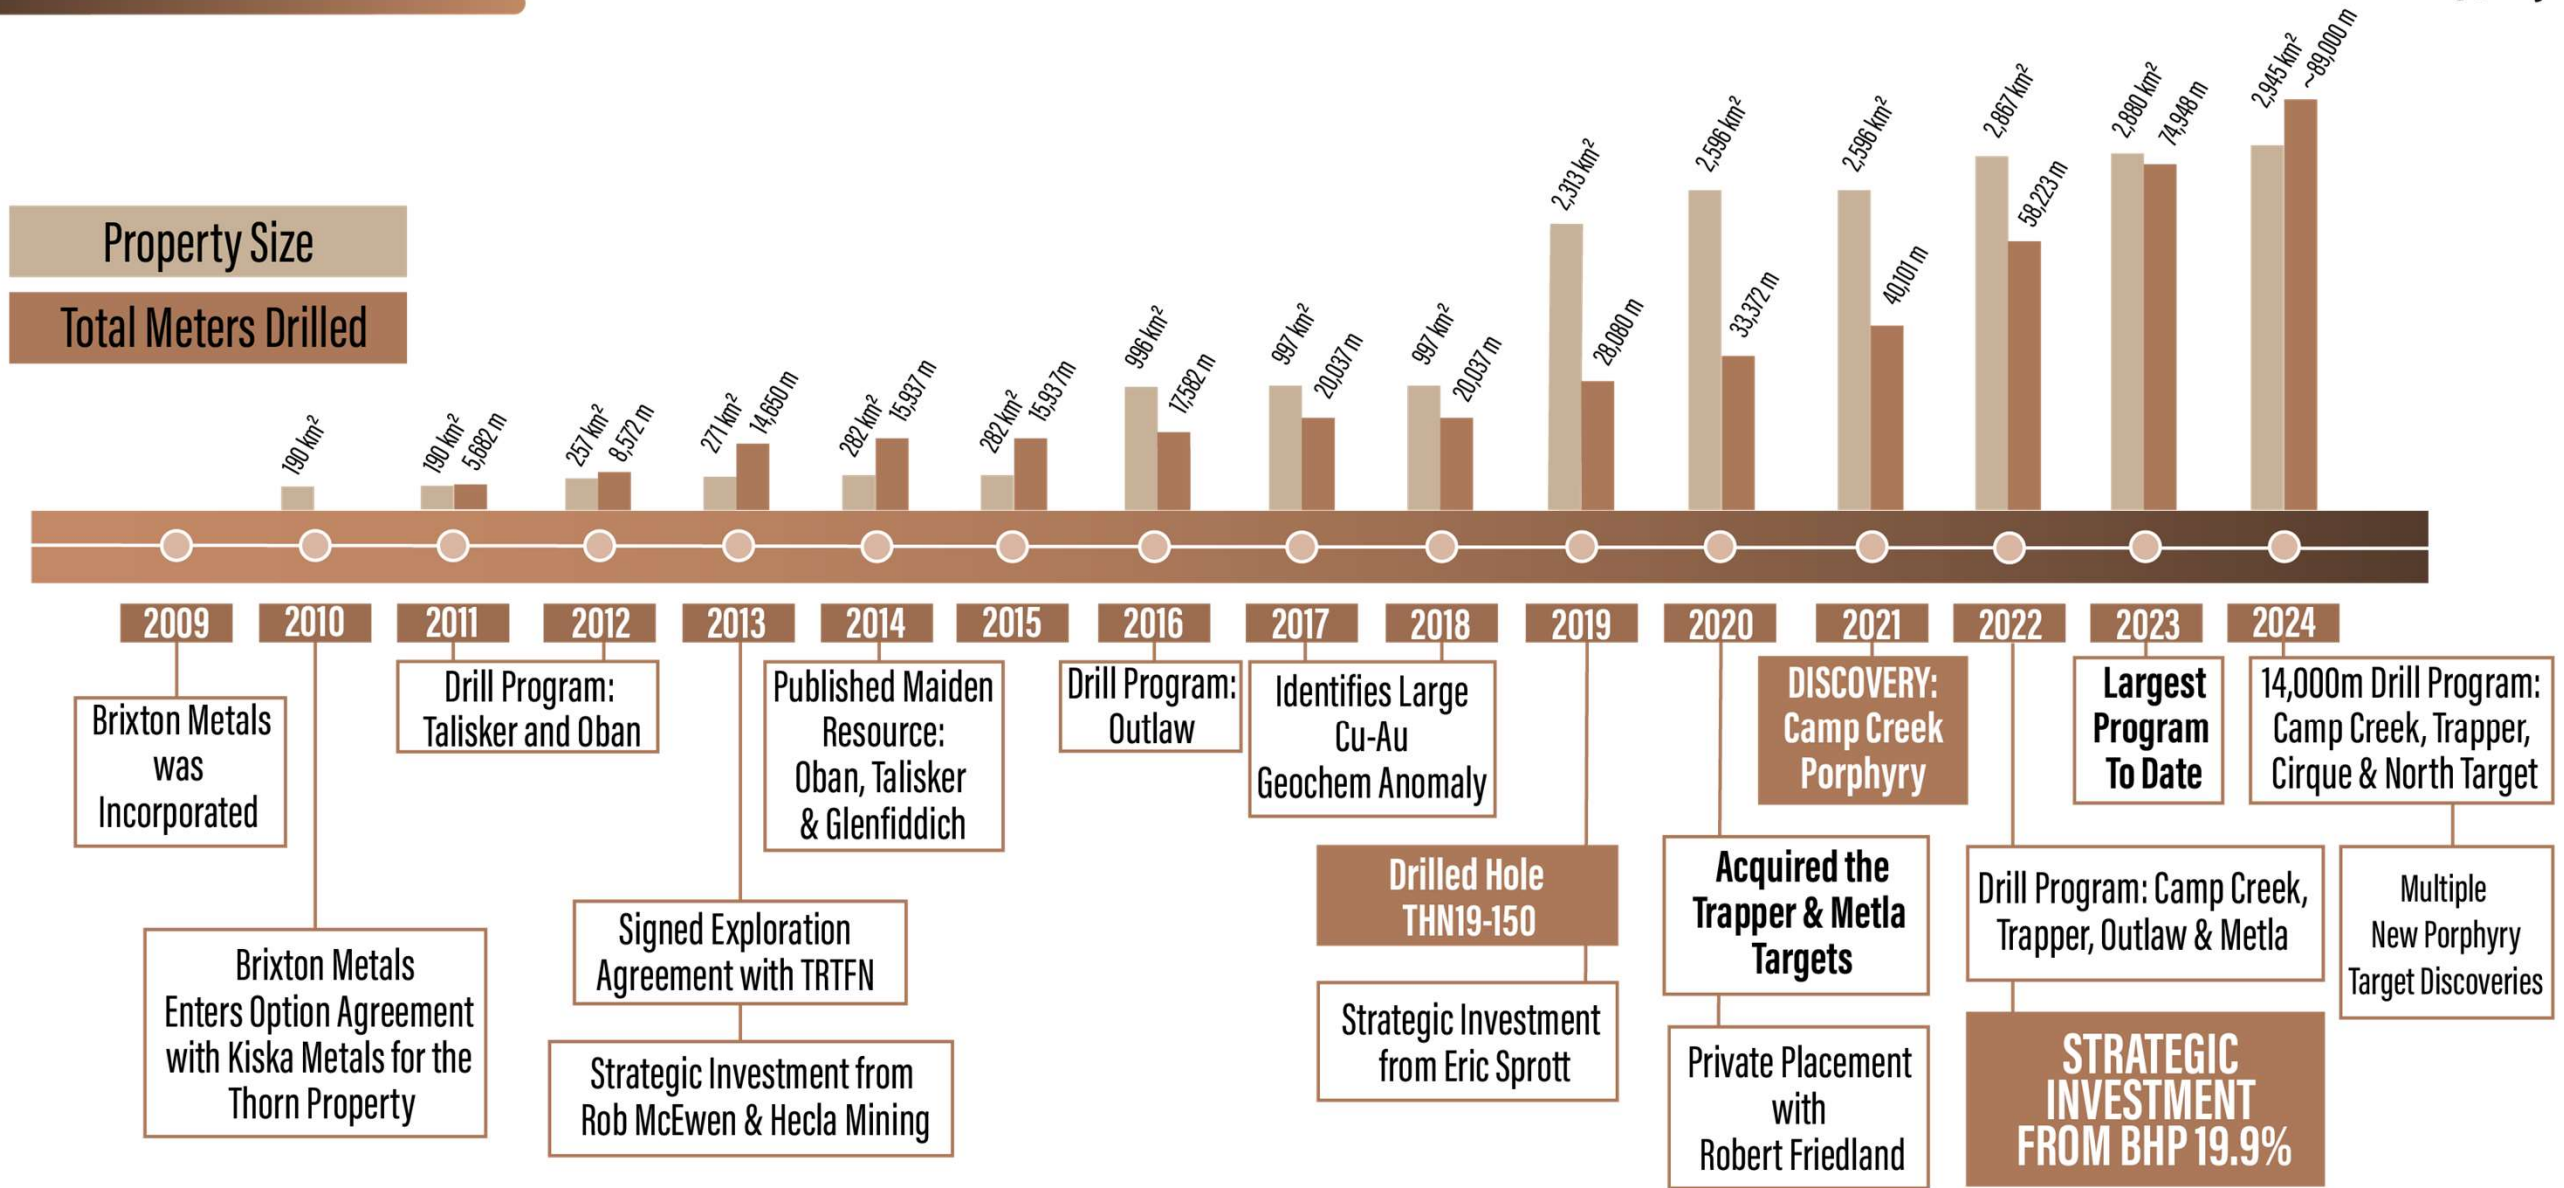 Property Size
Total Meters Drilled
190 km²
190 km²
5,682 m
257 km²
8,572 m
271 km²
14,650 m
282 km²
15,937 m
282 km²
15,937m
996 km²
17,582 m
997 km²
20,037 m
997 km²
20,037 m
2,313 km²
28,080 m
2,596 km²
33,372 m
2,596 km²
40,101 m
2,867 km²
58,223 m
2,880 km²
74,948 m
2,945 km²
~89,000 m
2009
2010
2011
2012
2013
2014
2015
2016
2017
2018
2019
2020
2021
2022
2023
2024
Brixton Metals
was
Incorporated
Brixton Metals
Enters Option Agreement
with Kiska Metals for the
Thorn Property
Drill Program:
Talisker and Oban
Signed Exploration
Agreement with TRTFN
Strategic Investment from
Rob McEwen & Hecla Mining
Published Maiden
Resource:
Oban, Talisker
& Glenfiddich
Drill Program:
Outlaw
Identifies Large
Cu-Au
Geochem Anomaly
Drilled Hole
THN19-150
Strategic Investment
from Eric Sprott
Acquired the
Trapper & Metla
Targets
Private Placement
with
Robert Friedland
DISCOVERY:
Camp Creek
Porphyry
Drill Program: Camp Creek,
Trapper, Outlaw & Metla
STRATEGIC
INVESTMENT
FROM BHP 19.9%
Largest
Program
To Date
14,000m Drill Program:
Camp Creek, Trapper,
Cirque & North Target
Multiple
New Porphyry
Target Discoveries